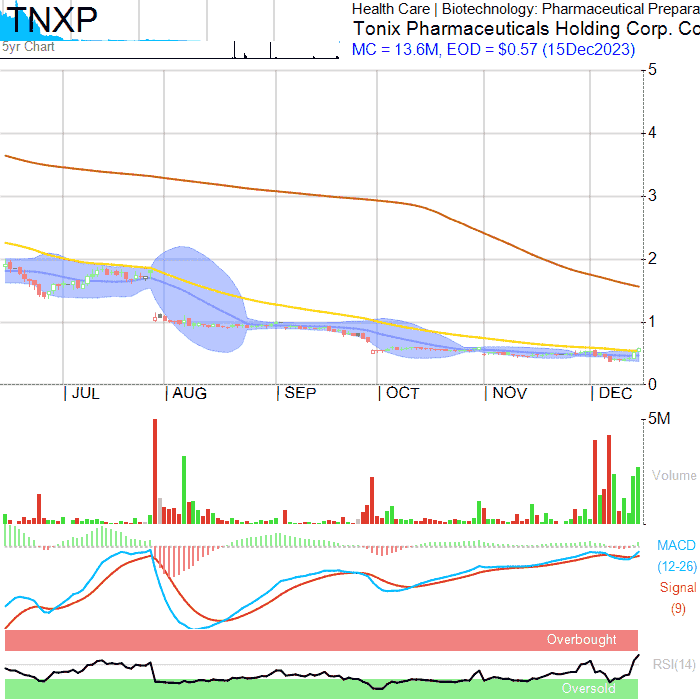 TNXP
Health Care | Biotechnology: Pharmaceutical Prepara
Tonix Pharmaceuticals Holding Corp. Co
5yr Chart
MC = 13.6M, EOD = $0.57 (15Dec2023)
5
4
3
2
1
0
JUL
AUG
SEP
OCT
NOV
DEC
5M
Volume
MACD
(12-26)
Signal
(9)
Overbought
RSI(14)
Oversold